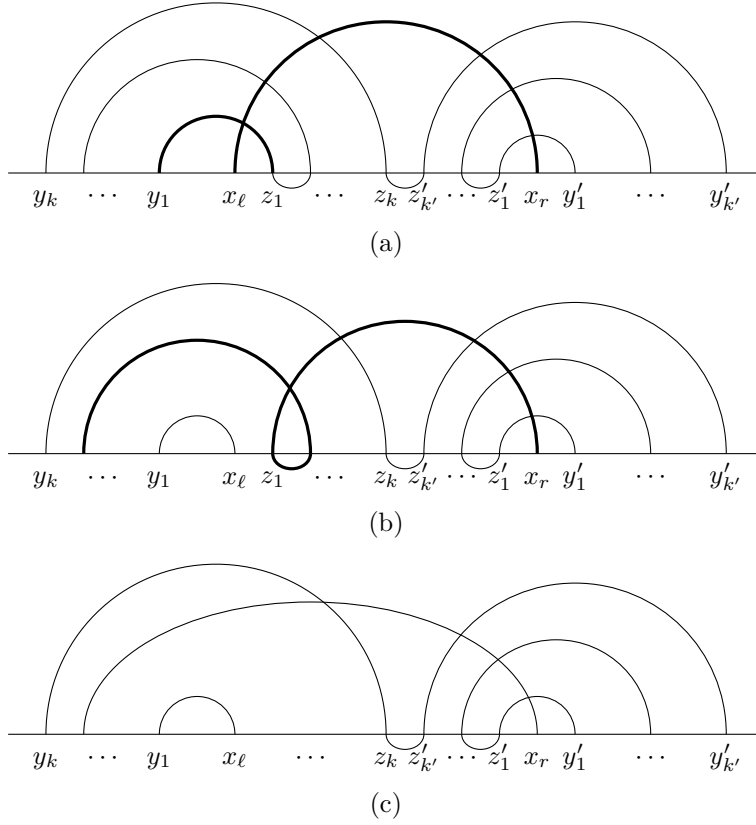 y_k ⋯ y_1 x_ℓ z_1 ⋯ z_k z'_{k'} ⋯ z'_1 x_r y'_1 ⋯ y'_{k'}
(a)
y_k ⋯ y_1 x_ℓ z_1 ⋯ z_k z'_{k'} ⋯ z'_1 x_r y'_1 ⋯ y'_{k'}
(b)
y_k ⋯ y_1 x_ℓ ⋯ z_k z'_{k'} ⋯ z'_1 x_r y'_1 ⋯ y'_{k'}
(c)